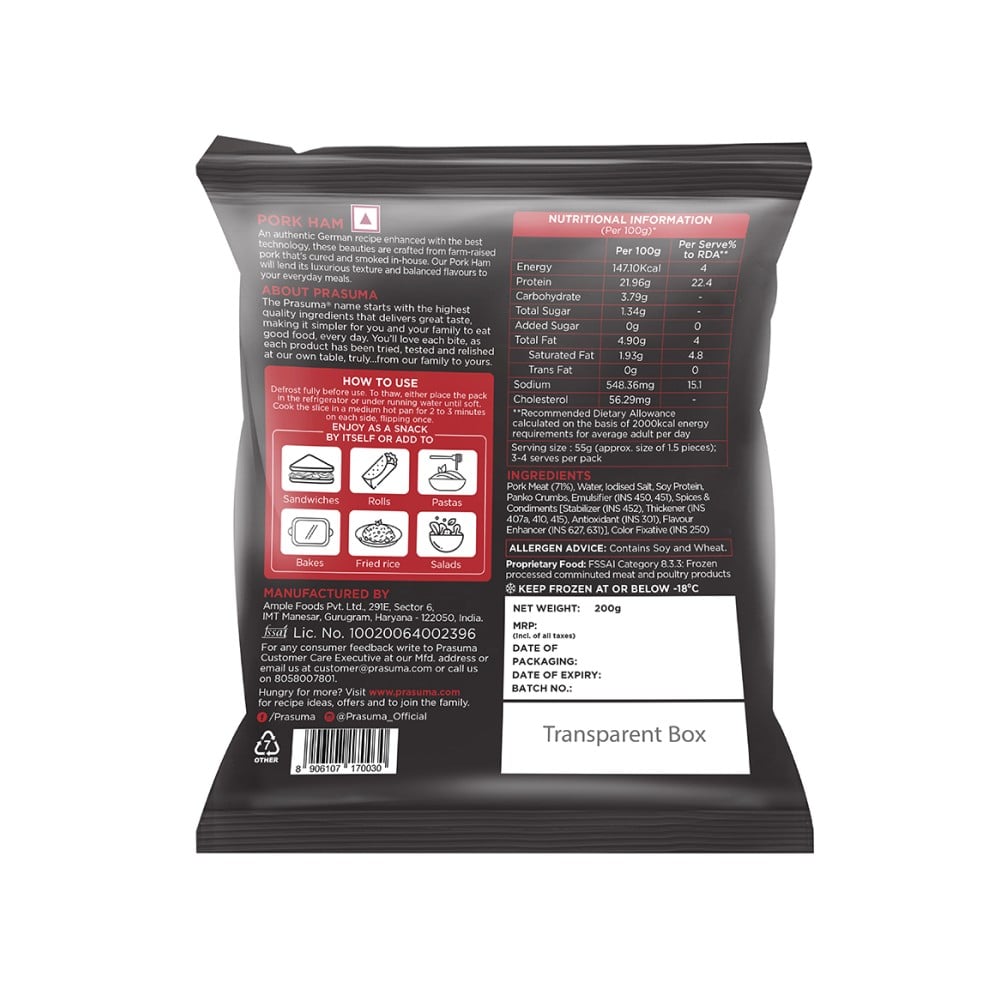 PORK HAM
An authentic German recipe enhanced with the best
technology, these beauties are crafted from farm-raised
pork that's cured and smoked in-house. Our Pork Ham
will lend its luxurious texture and balanced flavours to
your everyday meals.
ABOUT PRASUMA
The Prasuma® name starts with the highest
quality ingredients that delivers great taste,
making it simpler for you and your family to eat
good food, every day. You'll love each bite, as
each product has been tried, tested and relished
at our own table, truly...from our family to yours.
HOW TO USE
Defrost fully before use. To thaw, either place the pack
in the refrigerator or under running water until soft.
Cook the slice in a medium hot pan for 2 to 3 minutes
on each side, flipping once.
ENJOY AS A SNACK
BY ITSELF OR ADD TO
Sandwiches Rolls Pastas
Bakes Fried rice Salads
MANUFACTURED BY
Ample Foods Pvt. Ltd., 291E, Sector 6,
IMT Manesar, Gurugram, Haryana - 122050, India.
fssai Lic. No. 10020064002396
For any consumer feedback write to Prasuma
Customer Care Executive at our Mfd. address or
email us at customer@prasuma.com or call us
on 8058007801.
Hungry for more? Visit www.prasuma.com
for recipe ideas, offers and to join the family.
f /Prasuma @Prasuma_Official
7
OTHER
8 906107 170030
NUTRITIONAL INFORMATION
(Per 100g)*
Per 100g Per Serve% to RDA**
Energy 147.10Kcal 4
Protein 21.96g 22.4
Carbohydrate 3.79g -
Total Sugar 1.34g -
Added Sugar 0g 0
Total Fat 4.90g 4
Saturated Fat 1.93g 4.8
Trans Fat 0g 0
Sodium 548.36mg 15.1
Cholesterol 56.29mg -
**Recommended Dietary Allowance
calculated on the basis of 2000kcal energy
requirements for average adult per day
Serving size : 55g (approx. size of 1.5 pieces);
3-4 serves per pack
INGREDIENTS
Pork Meat (71%), Water, Iodised Salt, Soy Protein,
Panko Crumbs, Emulsifier (INS 450, 451), Spices &
Condiments [Stabilizer (INS 452), Thickener (INS
407a, 410, 415), Antioxidant (INS 301), Flavour
Enhancer (INS 627, 631)], Color Fixative (INS 250)
ALLERGEN ADVICE: Contains Soy and Wheat.
Proprietary Food: FSSAI Category 8.3.3: Frozen
processed comminuted meat and poultry products
KEEP FROZEN AT OR BELOW -18°C
NET WEIGHT: 200g
MRP:
(Incl. of all taxes)
DATE OF
PACKAGING:
DATE OF EXPIRY:
BATCH NO.:
Transparent Box